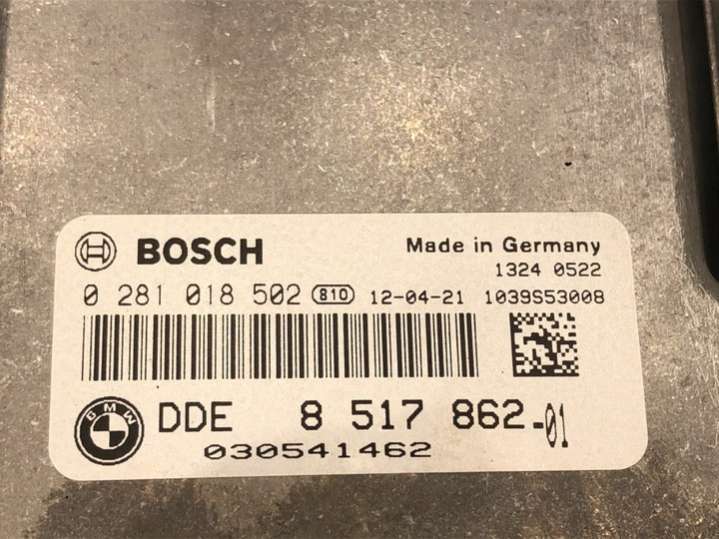 BOSCH Made in Germany
1324 0522
0 281 018 502 810 12-04-21 1039S53008
BMW DDE 8 517 862-01
030541462